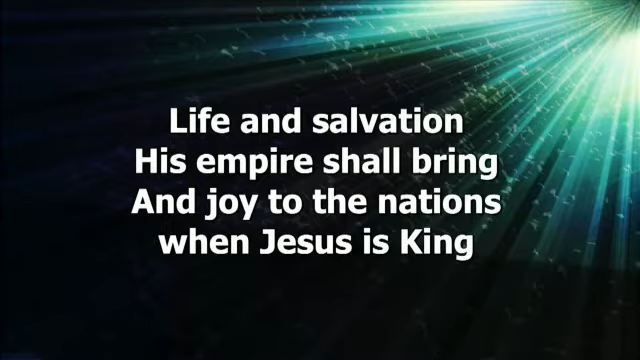 Life and salvation
His empire shall bring
And joy to the nations
when Jesus is King